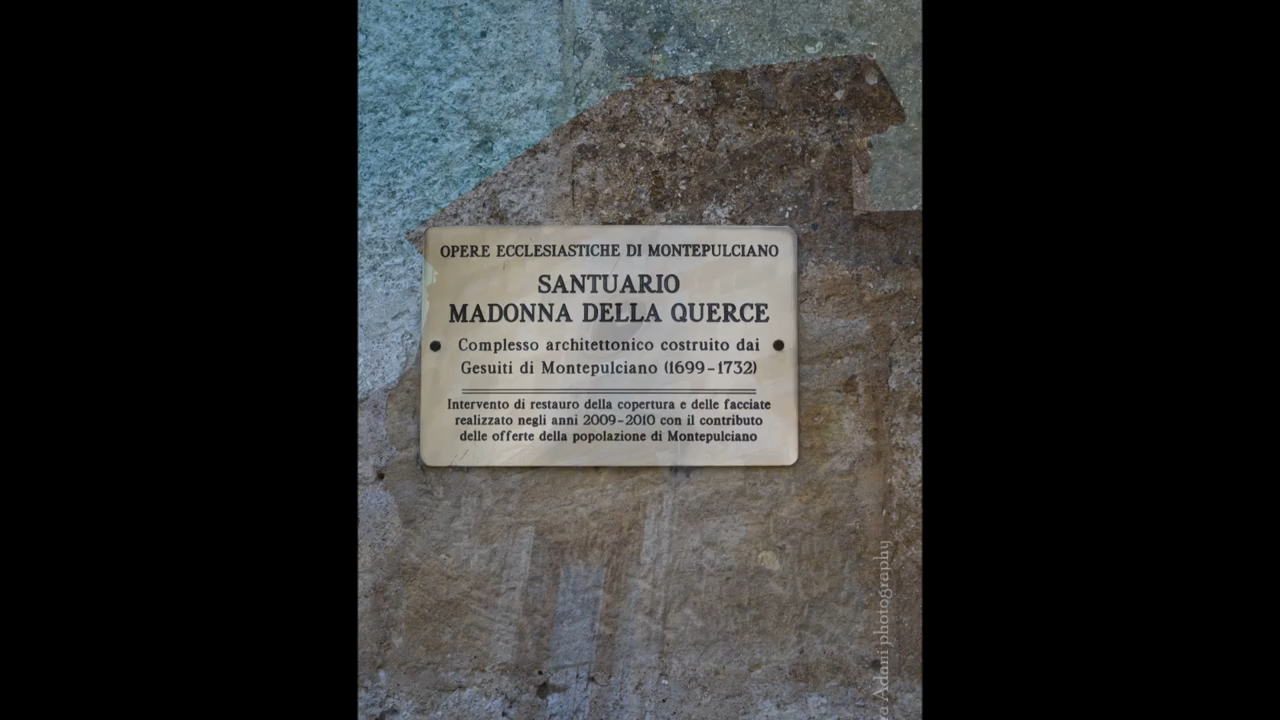 OPERE ECCLESIASTICHE DI MONTEPULCIANO
SANTUARIO
MADONNA DELLA QUERCE
Complesso architettonico costruito dai
Gesuiti di Montepulciano (1699-1732)
Intervento di restauro della copertura e delle facciate
realizzato negli anni 2009-2010 con il contributo
delle offerte della popolazione di Montepulciano
Adani photography